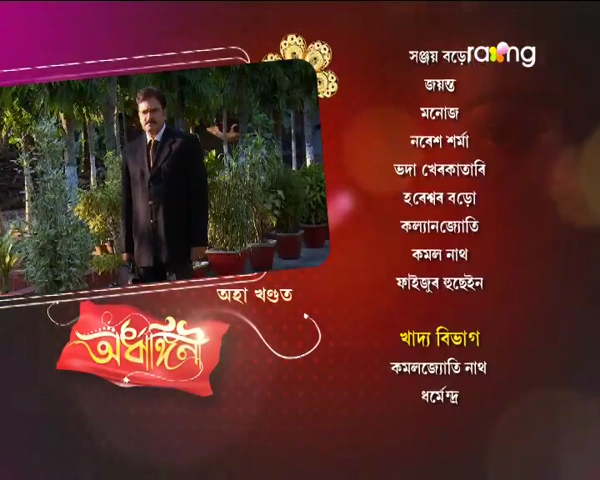 সঞ্জয় বড়ো
rang
জয়ন্ত
মনোজ
নৰেশ শৰ্মা
ভদা খেৰকাতাৰি
হৰেশ্বৰ বড়ো
কল্যানজ্যোতি
কমল নাথ
ফাইজুৰ হুছেইন
অহা খণ্ডত
অৰ্ধাঙ্গিনী
খাদ্য বিভাগ
কমলজ্যোতি নাথ
ধৰ্মেন্দ্ৰ